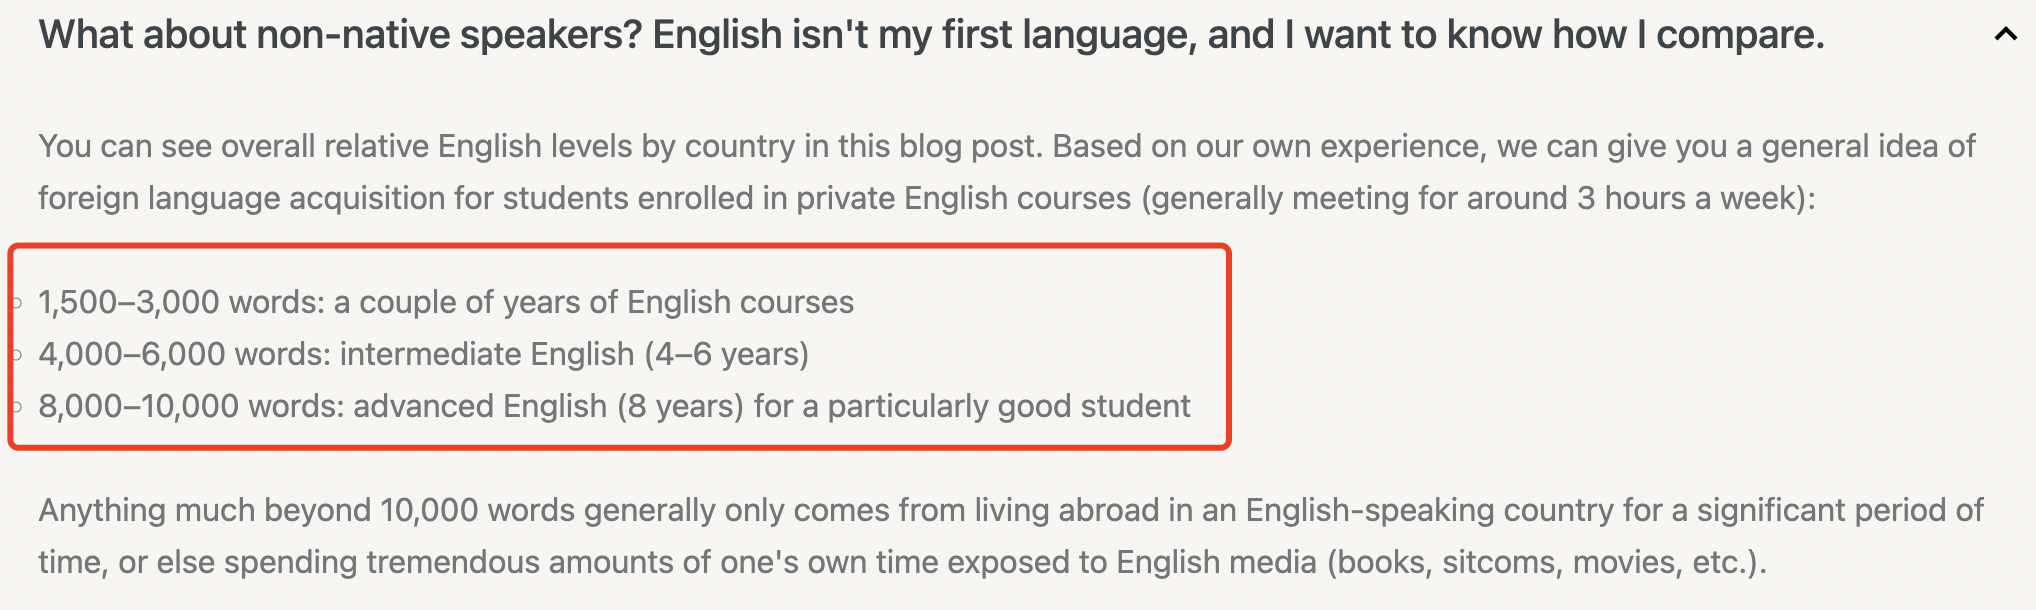 What about non-native speakers? English isn't my first language, and I want to know how I compare.
You can see overall relative English levels by country in this blog post. Based on our own experience, we can give you a general idea of
foreign language acquisition for students enrolled in private English courses (generally meeting for around 3 hours a week):
1,500–3,000 words: a couple of years of English courses
4,000–6,000 words: intermediate English (4–6 years)
8,000–10,000 words: advanced English (8 years) for a particularly good student
Anything much beyond 10,000 words generally only comes from living abroad in an English-speaking country for a significant period of
time, or else spending tremendous amounts of one's own time exposed to English media (books, sitcoms, movies, etc.).